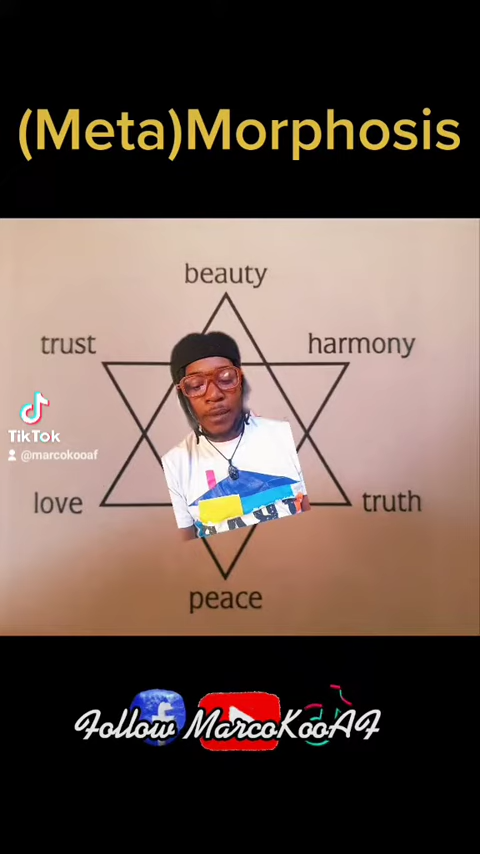 (Meta)Morphosis
beauty
trust
harmony
TikTok
@marcokooaf
love
truth
peace
Follow MarcoKooAF